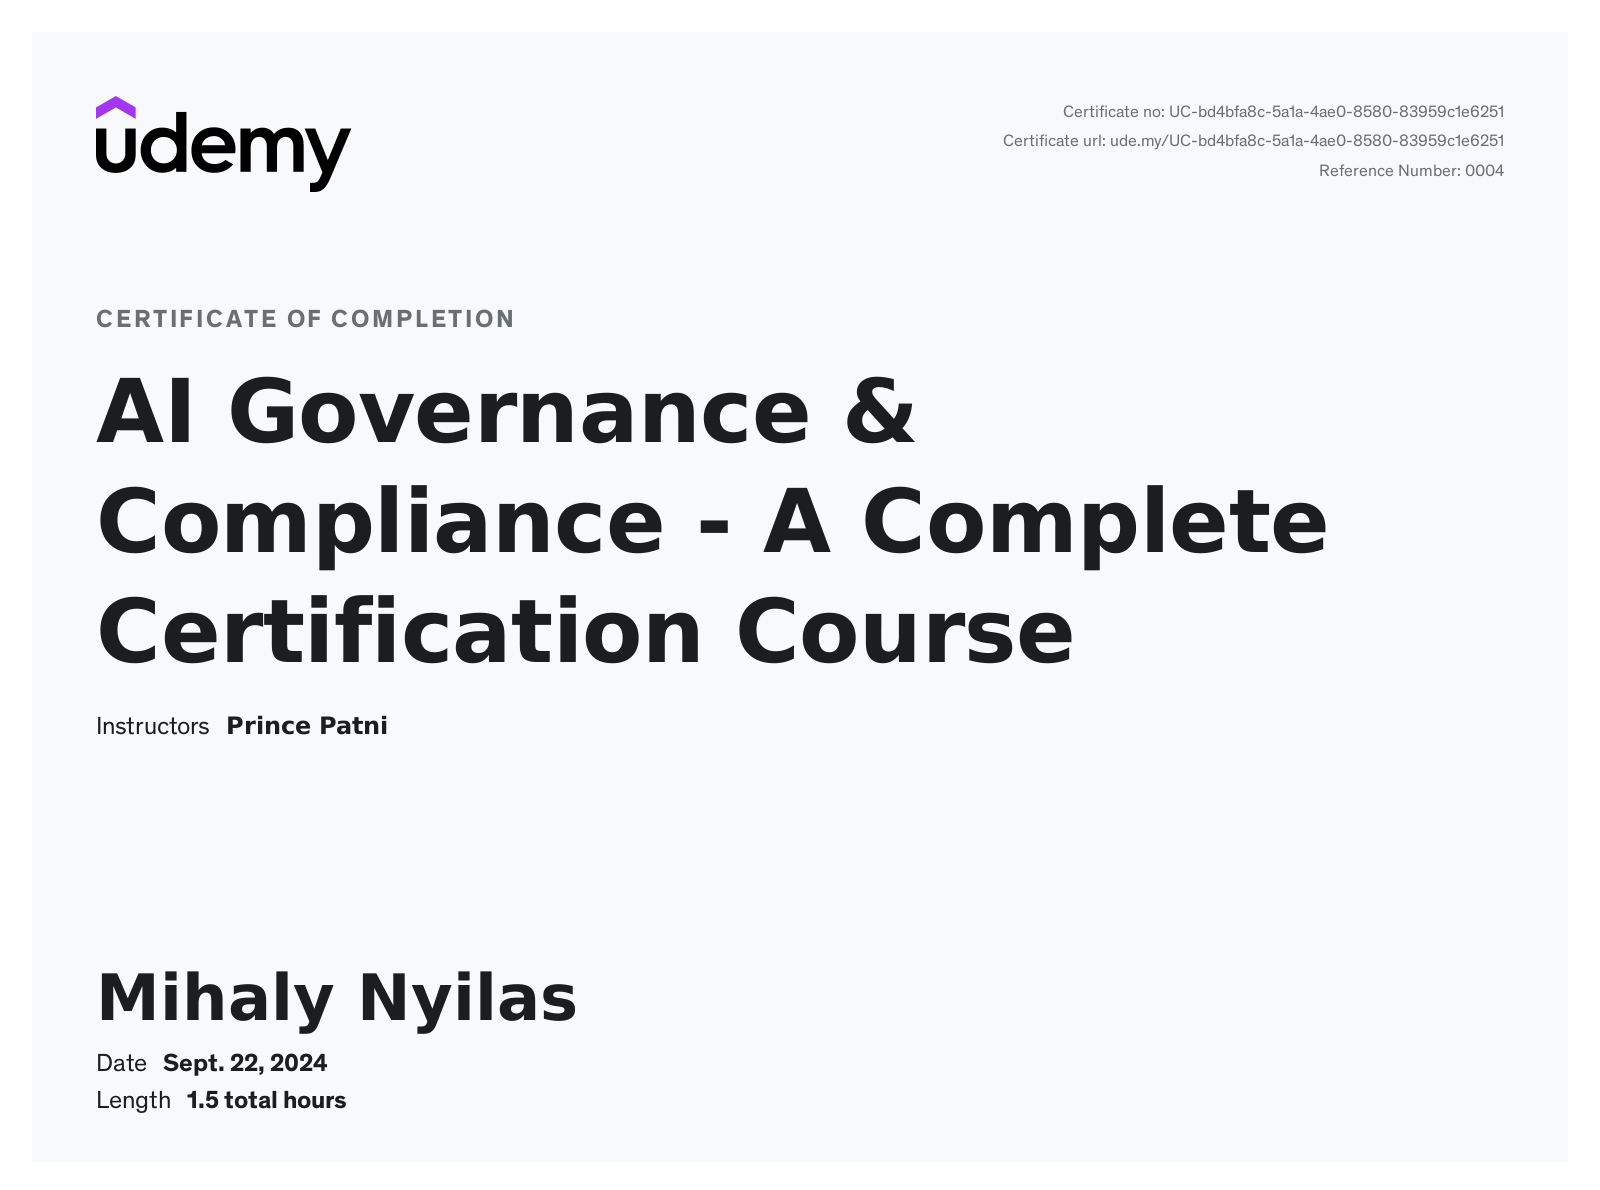 udemy
Certificate no: UC-bd4bfa8c-5a1a-4ae0-8580-83959c1e6251
Certificate url: ude.my/UC-bd4bfa8c-5a1a-4ae0-8580-83959c1e6251
Reference Number: 0004
CERTIFICATE OF COMPLETION
AI Governance &
Compliance - A Complete
Certification Course
Instructors Prince Patni
Mihaly Nyilas
Date Sept. 22, 2024
Length 1.5 total hours